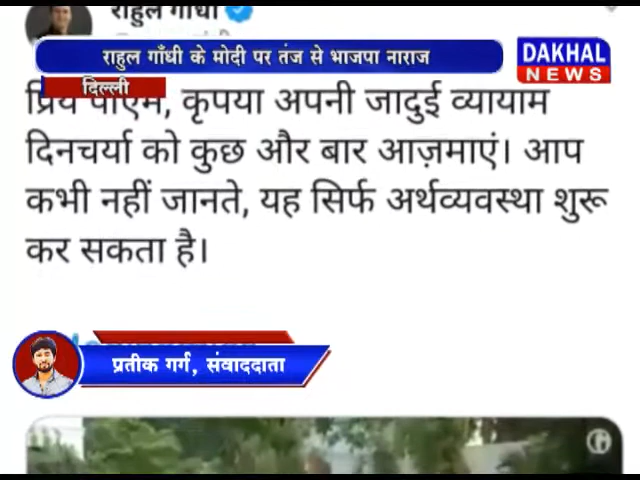 राहुल गांधी
राहुल गाँधी के मोदी पर तंज से भाजपा नाराज
DAKHAL
NEWS
दिल्ली
प्रिय पीएम, कृपया अपनी जादुई व्यायाम
दिनचर्या को कुछ और बार आज़माएं। आप
कभी नहीं जानते, यह सिर्फ अर्थव्यवस्था शुरू
कर सकता है।
प्रतीक गर्ग, संवाददाता